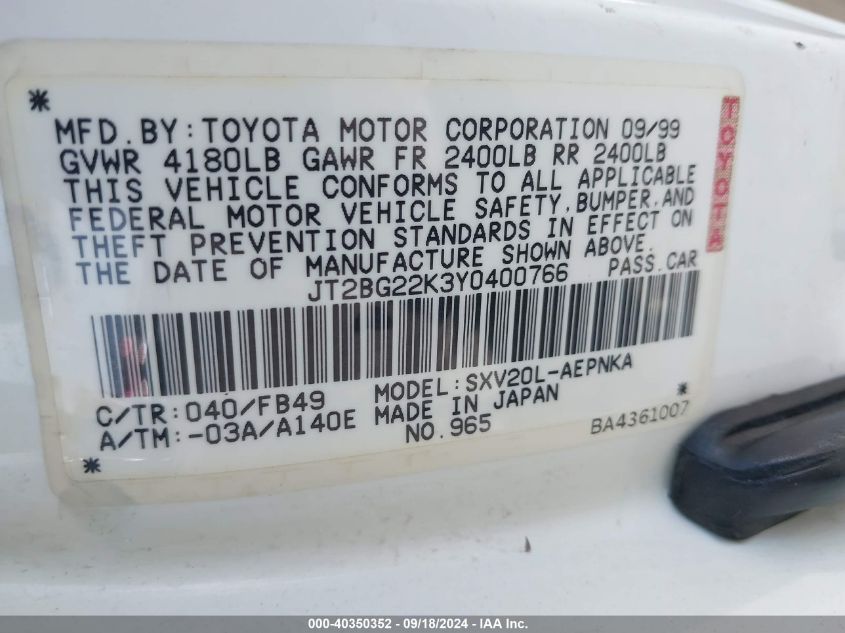 *
MFD.BY:TOYOTA MOTOR CORPORATION 09/99
GVWR 4180LB GAWR FR 2400LB RR 2400LB
THIS VEHICLE CONFORMS TO ALL APPLICABLE
FEDERAL MOTOR VEHICLE SAFETY,BUMPER,AND
THEFT PREVENTION STANDARDS IN EFFECT ON
THE DATE OF MANUFACTURE SHOWN ABOVE.
JT2BG22K3Y0400766 PASS.CAR
TOYOTA
C/TR:040/FB49 MODEL:SXV20L-AEPNKA
A/TM:-03A/A140E MADE IN JAPAN *
NO.965 BA4361007
*
000-40350352 - 09/18/2024 - IAA Inc.